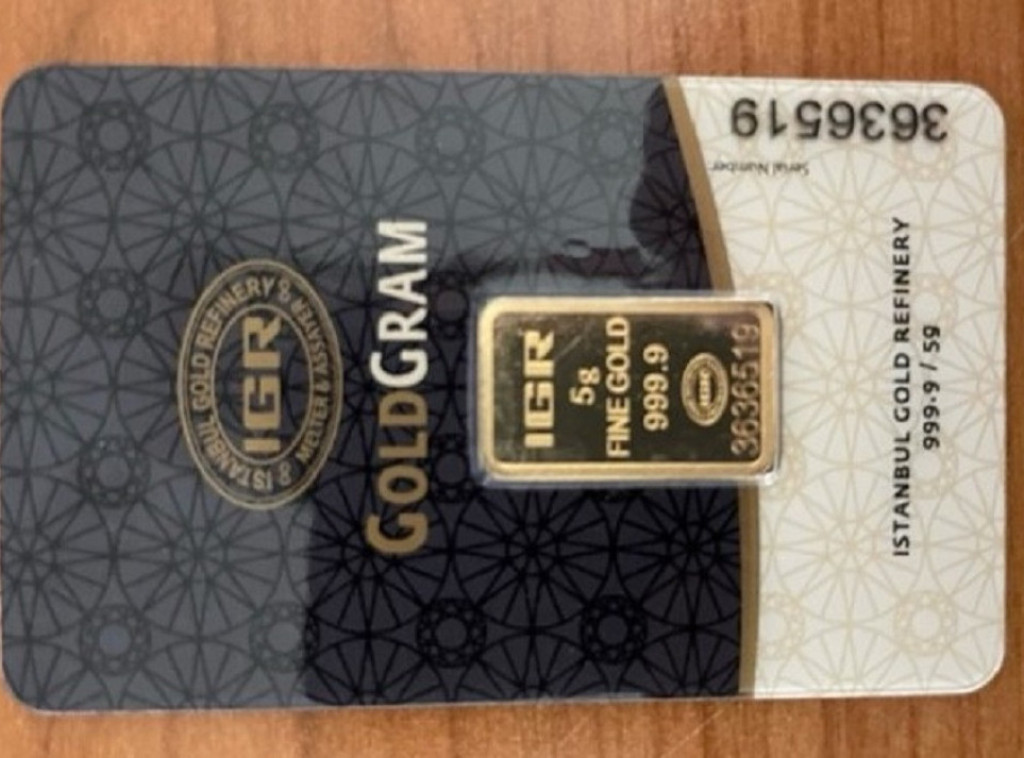 ISTANBUL GOLD REFINERY
MELTER & ASSAYER
IGR
GOLDGRAM
IGR
5g
FINE GOLD
999.9
IGR
3636519
Serial Number
3636519
ISTANBUL GOLD REFINERY
999.9 / 5g